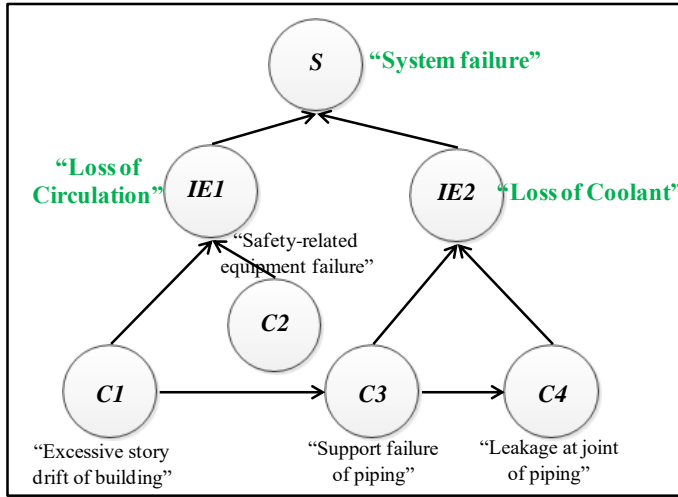 S
“System failure”
“Loss of
Circulation”
IE1
IE2
“Loss of Coolant”
“Safety-related
equipment failure”
C2
C1
C3
C4
“Excessive story
drift of building”
“Support failure
of piping”
“Leakage at joint
of piping”